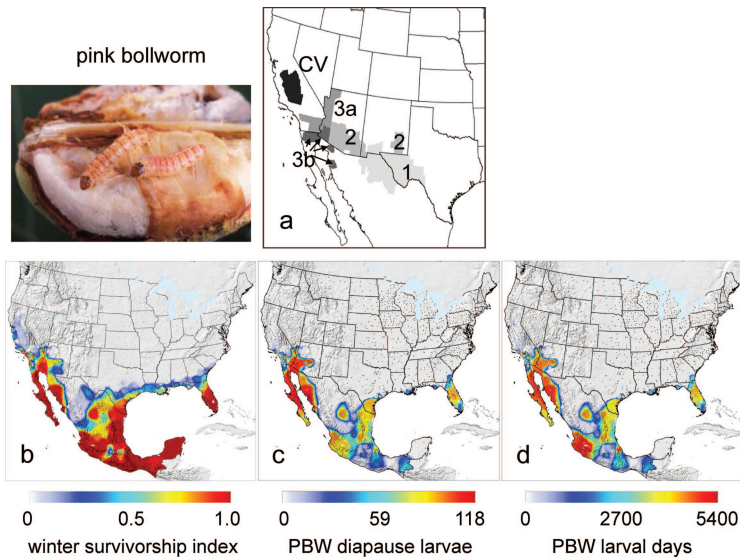 pink bollworm
CV
3a
2
2
3b
1
a
b
c
d
0 0.5 1.0
winter survivorship index
0 59 118
PBW diapause larvae
0 2700 5400
PBW larval days